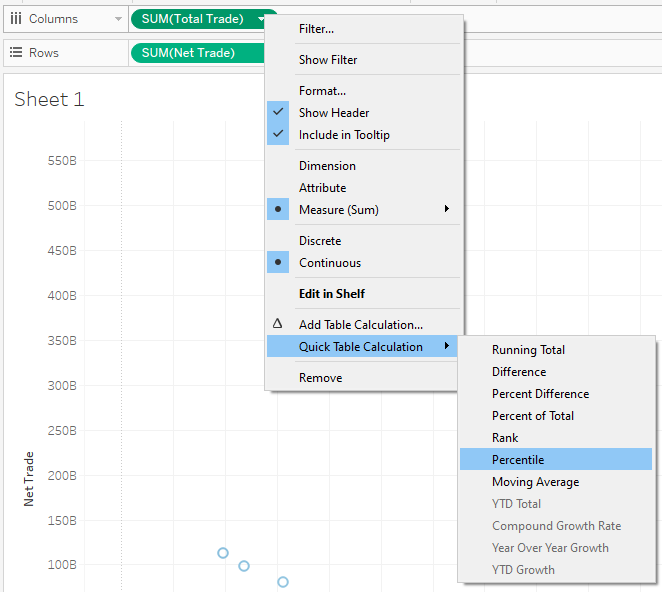 Columns
SUM(Total Trade)
Rows
SUM(Net Trade)
Sheet 1
Net Trade
550B
500B
450B
400B
350B
300B
250B
200B
150B
100B
Filter...
Show Filter
Format...
Show Header
Include in Tooltip
Dimension
Attribute
Measure (Sum)
Discrete
Continuous
Edit in Shelf
Add Table Calculation...
Quick Table Calculation
Remove
Running Total
Difference
Percent Difference
Percent of Total
Rank
Percentile
Moving Average
YTD Total
Compound Growth Rate
Year Over Year Growth
YTD Growth